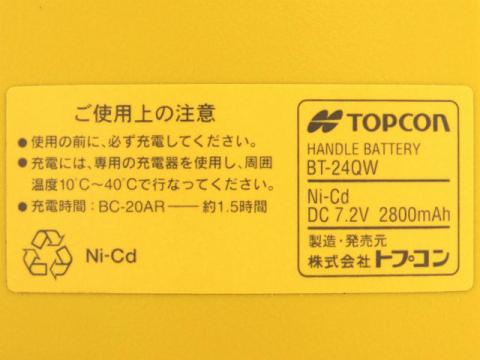 ご使用上の注意
● 使用の前に、必ず充電してください。
● 充電には、専用の充電器を使用し、周囲
温度10℃〜40℃で行なってください。
● 充電時間：BC-20AR——約1.5時間
Ni-Cd
TOPCON
HANDLE BATTERY
BT-24QW
Ni-Cd
DC 7.2V 2800mAh
製造・発売元
株式会社トプコン